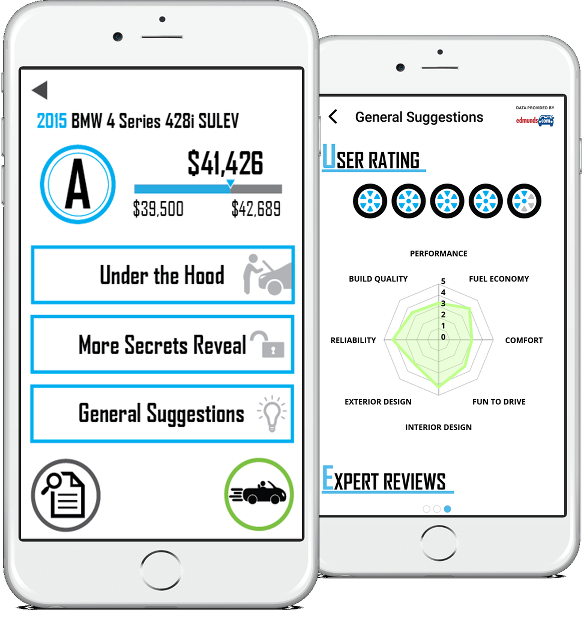 2015 BMW 4 Series 428i SULEV
A
$41,426
$39,500
$42,689
Under the Hood
More Secrets Reveal
General Suggestions
General Suggestions
DATA PROVIDED BY
edmunds.com
USER RATING
PERFORMANCE
BUILD QUALITY
FUEL ECONOMY
5
4
3
2
1
0
RELIABILITY
COMFORT
EXTERIOR DESIGN
FUN TO DRIVE
INTERIOR DESIGN
EXPERT REVIEWS